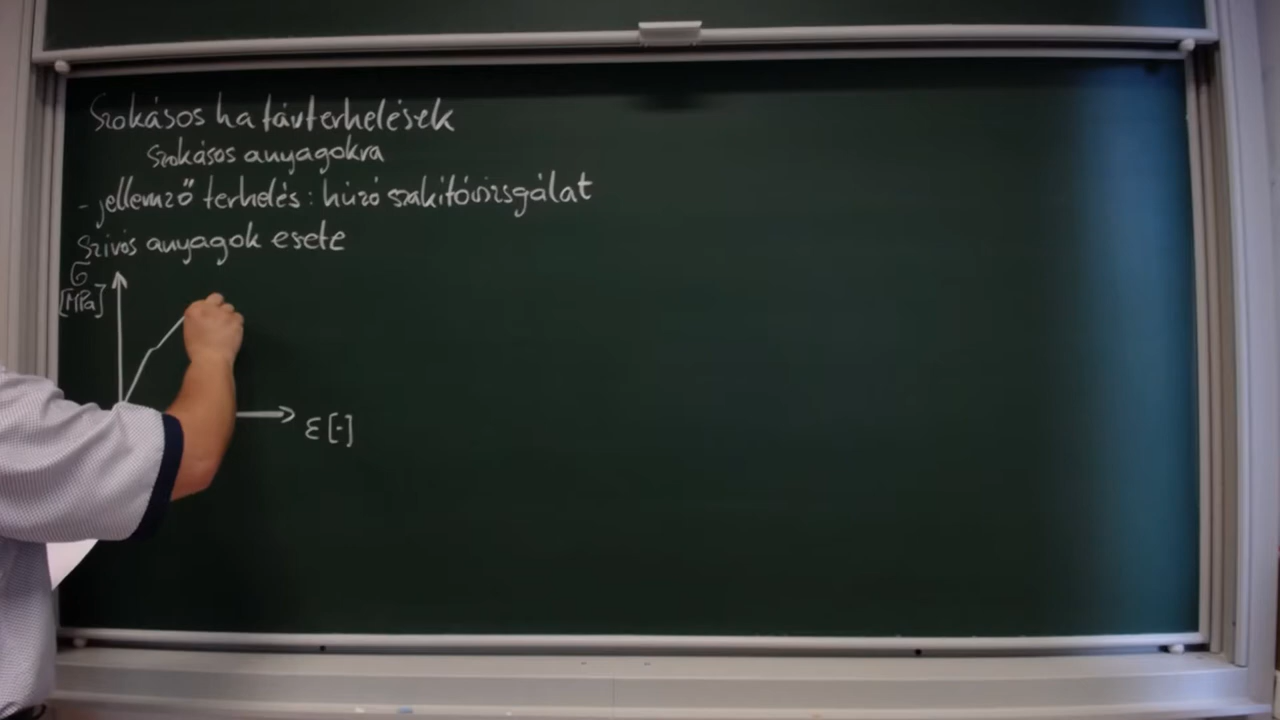 Szokásos határterhelések
Szokásos anyagokra
- jellemző terhelés: húzó szakítóvizsgálat
Szívós anyagok esete
σ
[MPa]
ε [-]